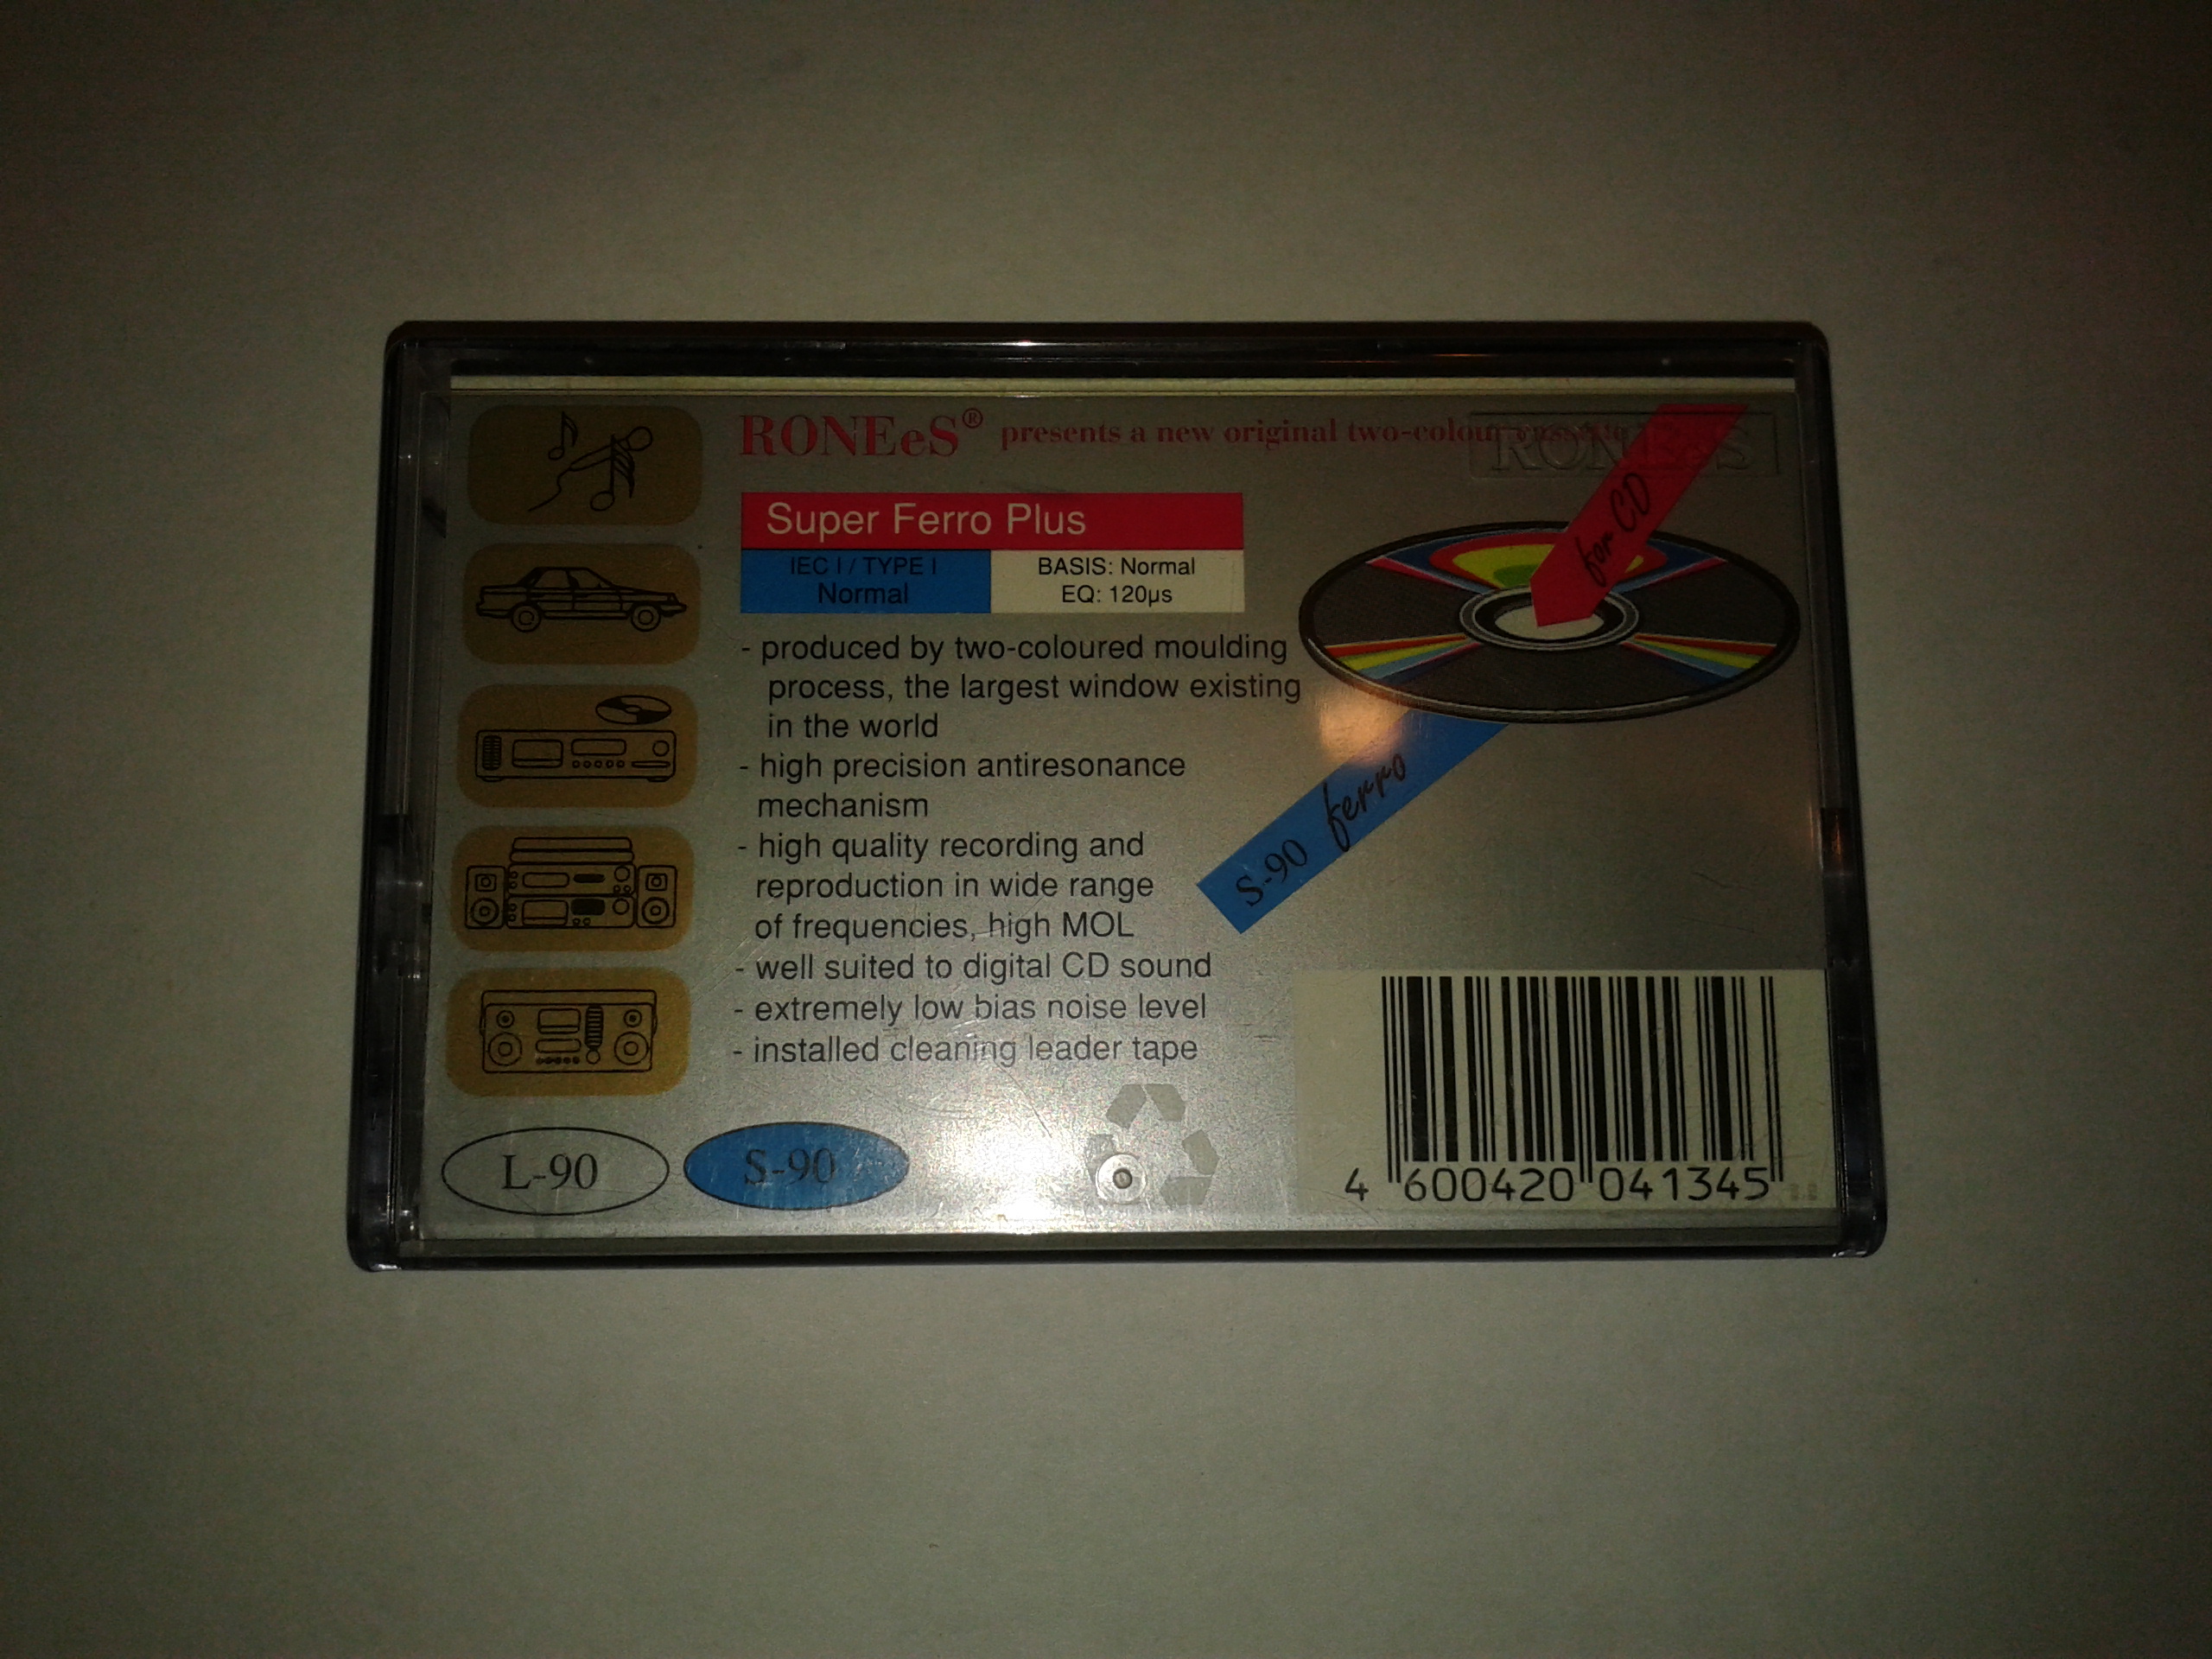 RONEeS® presents a new original two-colour cassette
RONEeS
Super Ferro Plus
IEC I / TYPE I
Normal
BASIS: Normal
EQ: 120µs
for CD
- produced by two-coloured moulding
process, the largest window existing
in the world
- high precision antiresonance
mechanism
- high quality recording and
reproduction in wide range
of frequencies, high MOL
- well suited to digital CD sound
- extremely low bias noise level
- installed cleaning leader tape
S-90 ferro
L-90
S-90
4 600420 041345